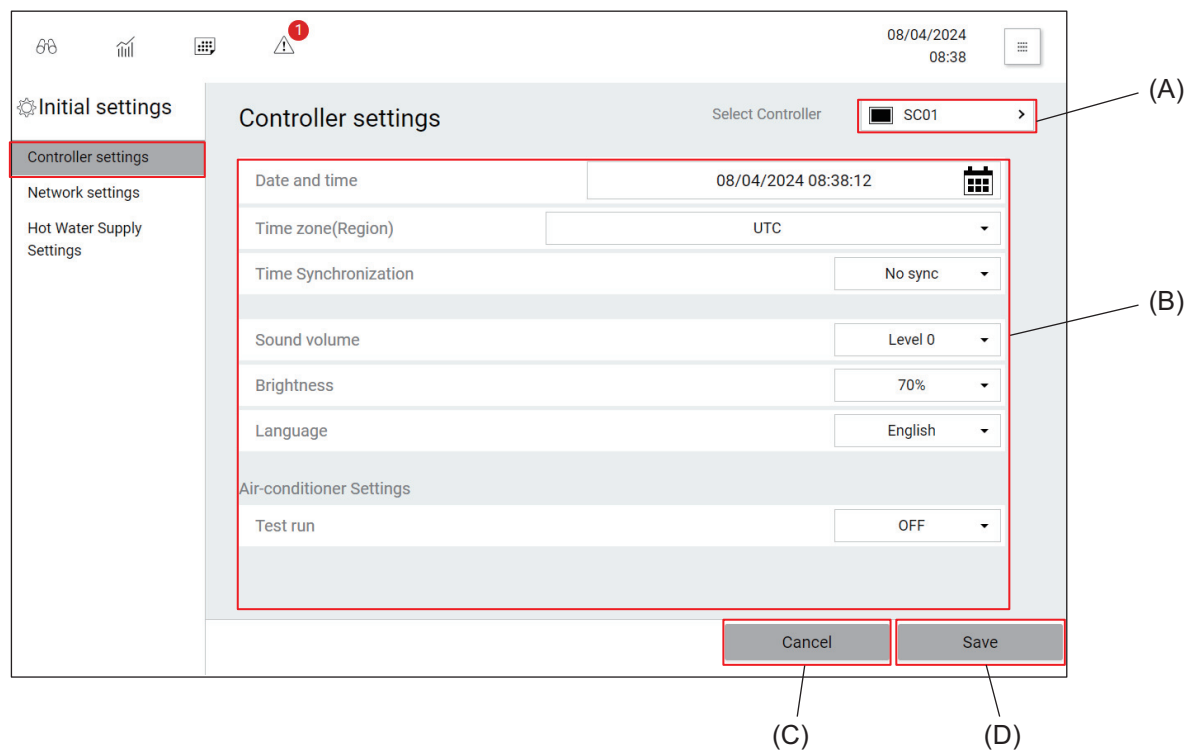 1
08/04/2024
08:38
(A)
Initial settings
Controller settings
Network settings
Hot Water Supply
Settings
Controller settings
Select Controller
SC01
Date and time
08/04/2024 08:38:12
Time zone(Region)
UTC
Time Synchronization
No sync
(B)
Sound volume
Level 0
Brightness
70%
Language
English
Air-conditioner Settings
Test run
OFF
Cancel
Save
(C)
(D)